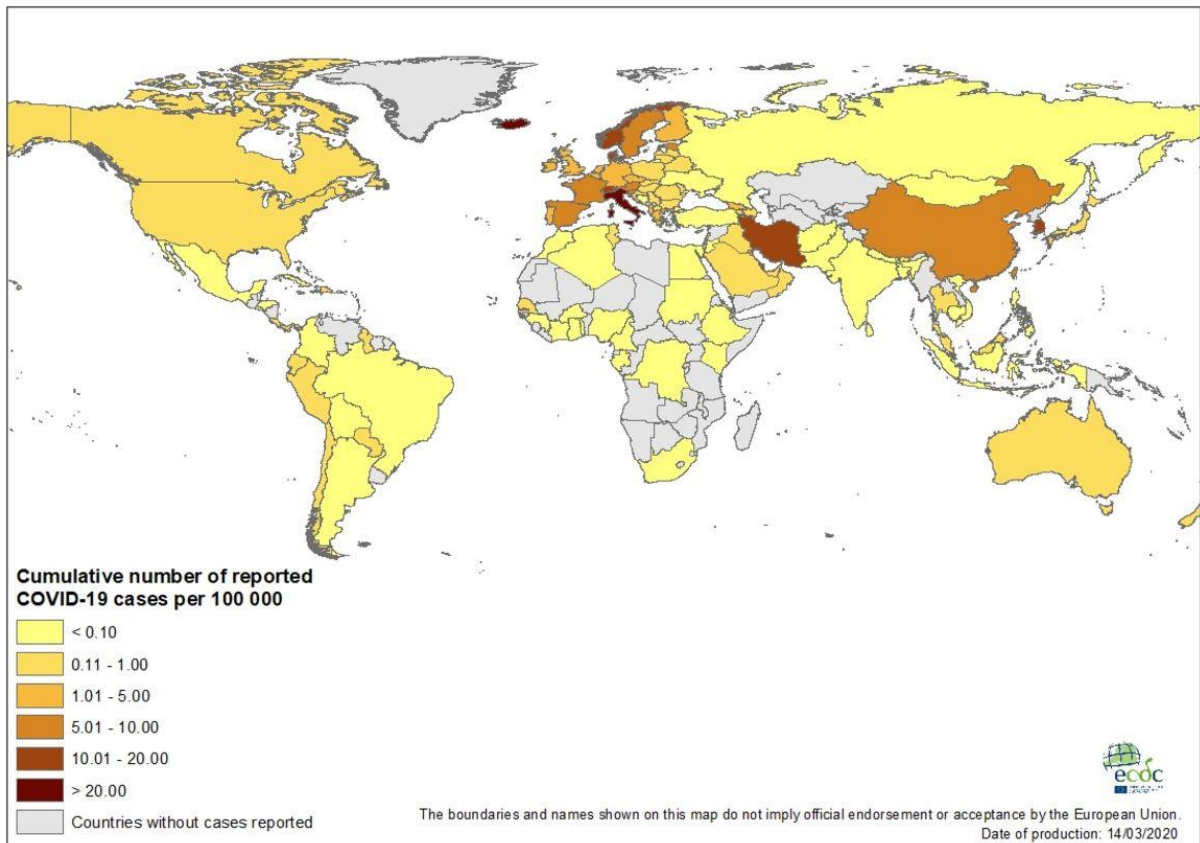 Cumulative number of reported
COVID-19 cases per 100 000
< 0.10
0.11 - 1.00
1.01 - 5.00
5.01 - 10.00
10.01 - 20.00
> 20.00
Countries without cases reported
ecdc
The boundaries and names shown on this map do not imply official endorsement or acceptance by the European Union.
Date of production: 14/03/2020